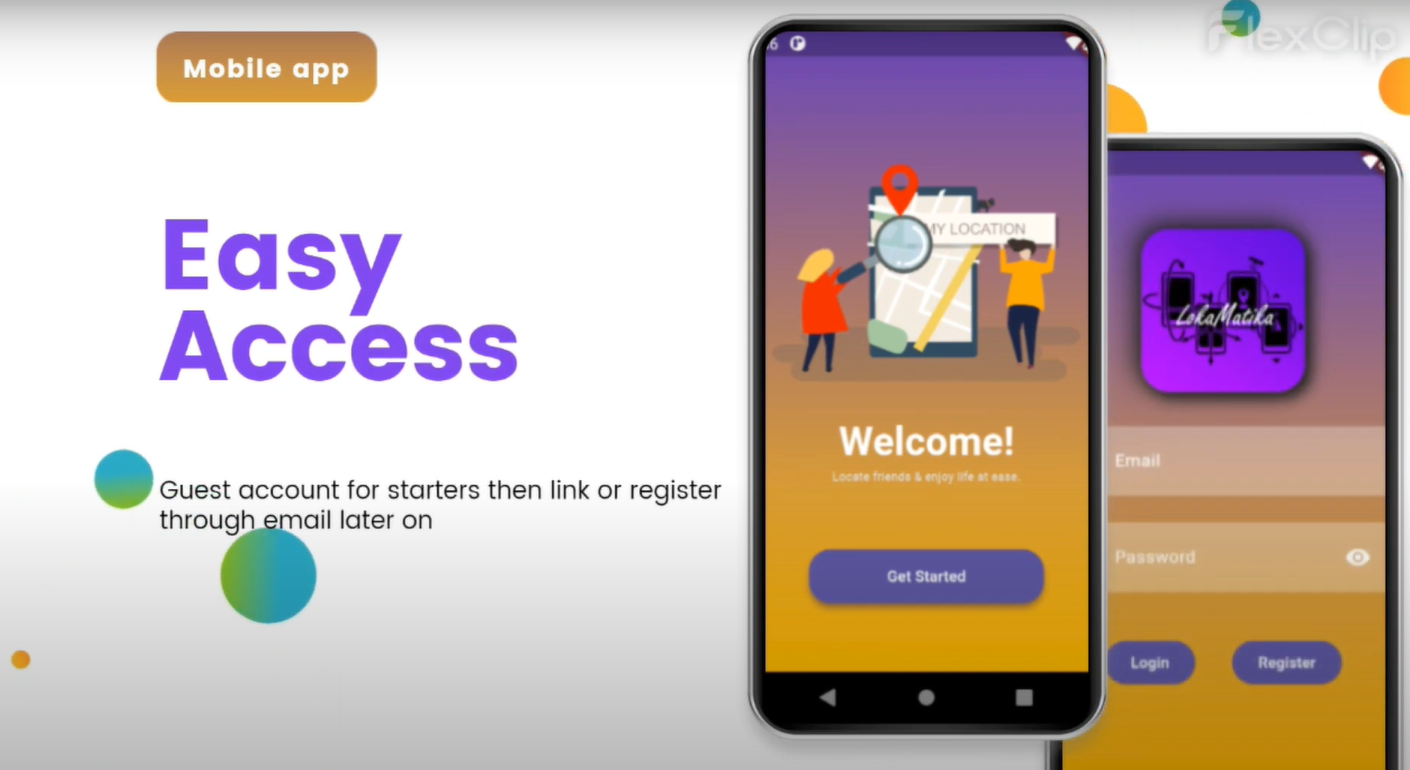 Mobile app
FlexClip
Easy
Access
Guest account for starters then link or register
through email later on
MY LOCATION
Welcome!
Locate friends & enjoy life at ease.
Get Started
LokaMatika
Email
Password
Login
Register